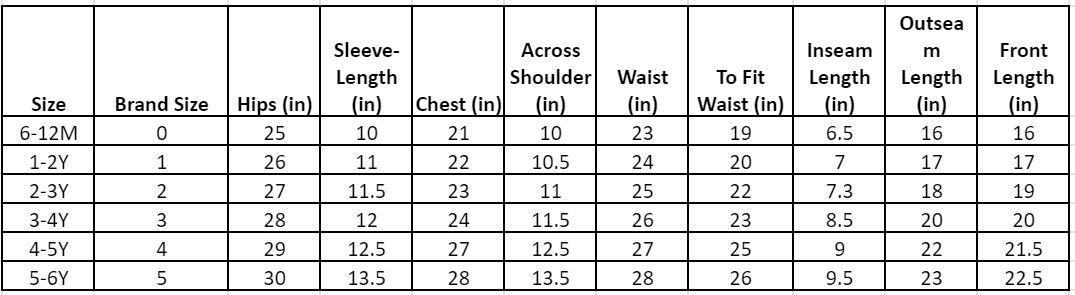 Size Brand Size Hips (in) Sleeve-Length (in) Chest (in) Across Shoulder (in) Waist (in) To Fit Waist (in) Inseam Length (in) Outseam Length (in) Front Length (in)
6-12M 0 25 10 21 10 23 19 6.5 16 16
1-2Y 1 26 11 22 10.5 24 20 7 17 17
2-3Y 2 27 11.5 23 11 25 22 7.3 18 19
3-4Y 3 28 12 24 11.5 26 23 8.5 20 20
4-5Y 4 29 12.5 27 12.5 27 25 9 22 21.5
5-6Y 5 30 13.5 28 13.5 28 26 9.5 23 22.5